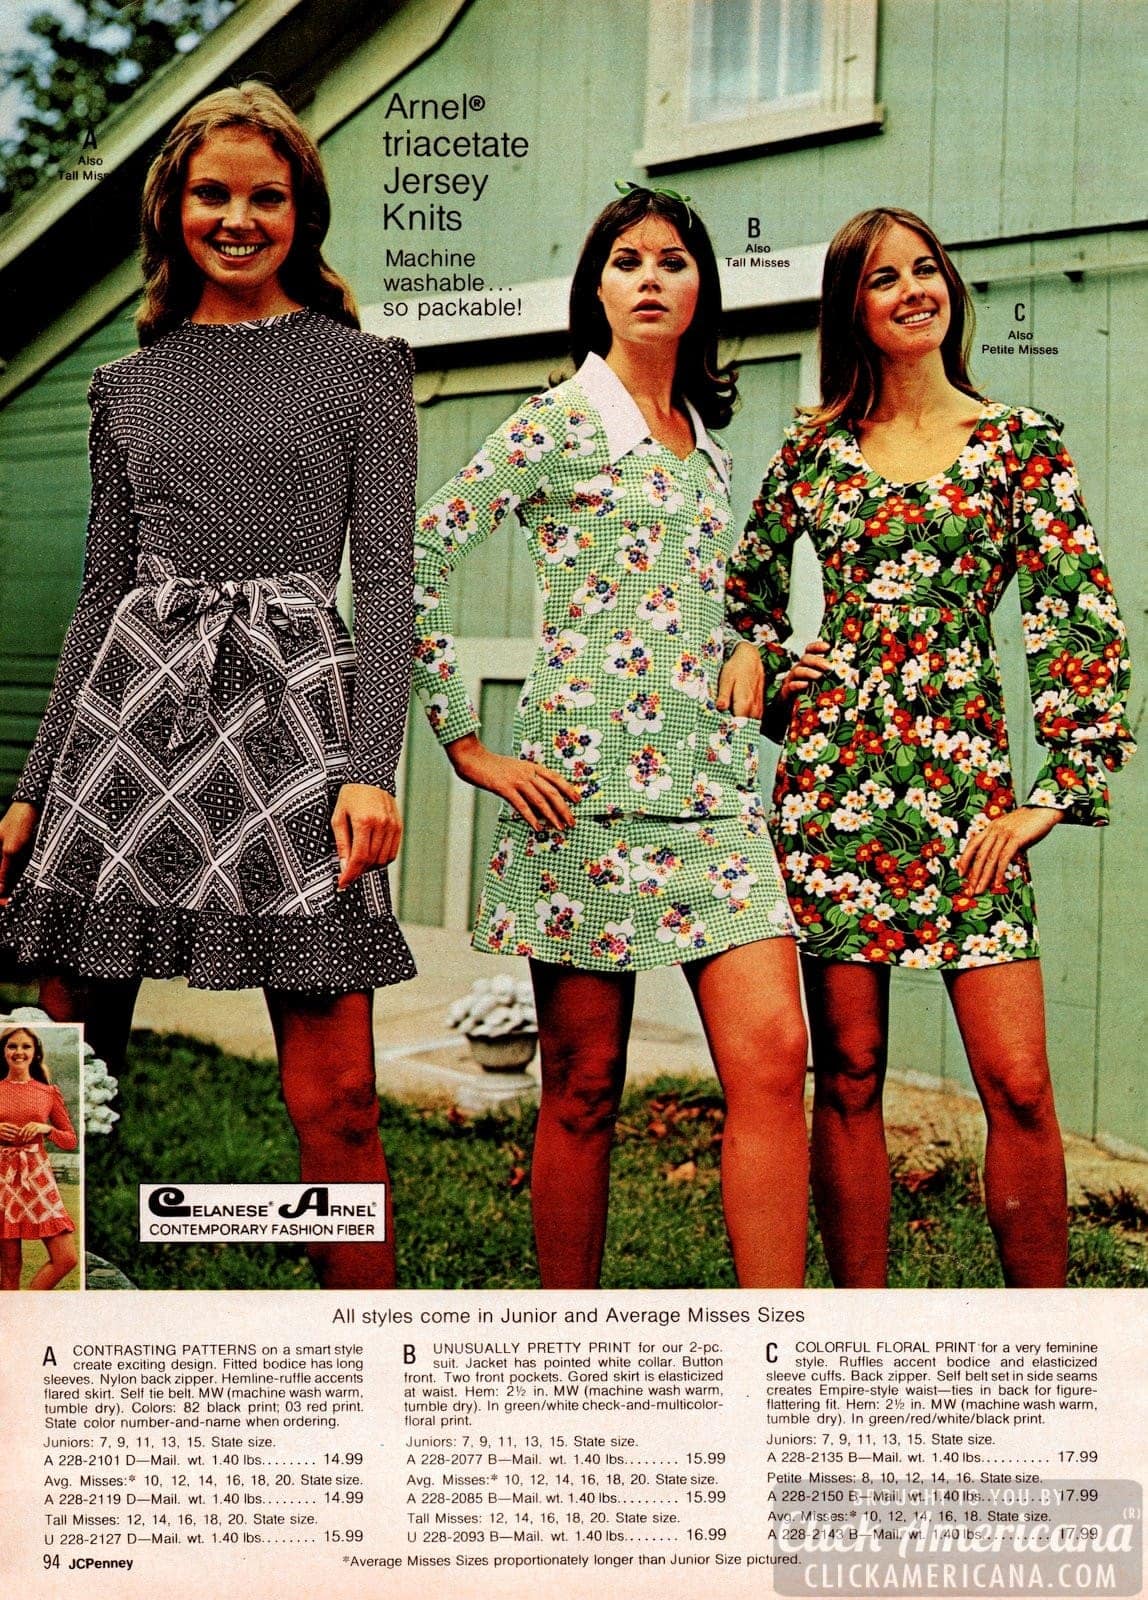 Arnel®
triacetate
Jersey
Knits
Machine
washable...
so packable!
A
Also
Tall Miss
B
Also
Tall Misses
C
Also
Petite Misses
CELANESE® ARNEL®
CONTEMPORARY FASHION FIBER
All styles come in Junior and Average Misses Sizes
A CONTRASTING PATTERNS on a smart style
create exciting design. Fitted bodice has long
sleeves. Nylon back zipper. Hemline-ruffle accents
flared skirt. Self tie belt. MW (machine wash warm,
tumble dry). Colors: 82 black print; 03 red print.
State color number-and-name when ordering.
Juniors: 7, 9, 11, 13, 15. State size.
A 228-2101 D—Mail. wt. 1.40 lbs........ 14.99
Avg. Misses:* 10, 12, 14, 16, 18, 20. State size.
A 228-2119 D—Mail. wt. 1.40 lbs........ 14.99
Tall Misses: 12, 14, 16, 18, 20. State size.
U 228-2127 D—Mail. wt. 1.40 lbs........ 15.99
B UNUSUALLY PRETTY PRINT for our 2-pc.
suit. Jacket has pointed white collar. Button
front. Two front pockets. Gored skirt is elasticized
at waist. Hem: 2½ in. MW (machine wash warm,
tumble dry). In green/white check-and-multicolor-
floral print.
Juniors: 7, 9, 11, 13, 15. State size.
A 228-2077 B—Mail. wt. 1.40 lbs......... 15.99
Avg. Misses:* 10, 12, 14, 16, 18, 20. State size.
A 228-2085 B—Mail. wt. 1.40 lbs......... 15.99
Tall Misses: 12, 14, 16, 18, 20. State size.
U 228-2093 B—Mail. wt. 1.40 lbs......... 16.99
C COLORFUL FLORAL PRINT for a very feminine
style. Ruffles accent bodice and elasticized
sleeve cuffs. Back zipper. Self belt set in side seams
creates Empire-style waist—ties in back for figure-
flattering fit. Hem: 2½ in. MW (machine wash warm,
tumble dry). In green/red/white/black print.
Juniors: 7, 9, 11, 13, 15. State size.
A 228-2135 B—Mail. wt. 1.40 lbs.......... 17.99
Petite Misses: 8, 10, 12, 14, 16. State size.
A 228-2150 B—Mail. wt. 1.40 lbs.......... 17.99
Avg. Misses:* 10, 12, 14, 16, 18. State size.
A 228-2143 B—Mail. wt. 1.40 lbs.......... 17.99
94 JCPenney
*Average Misses Sizes proportionately longer than Junior Size pictured.
BROUGHT TO YOU BY
Click Americana (R)
CLICKAMERICANA.COM